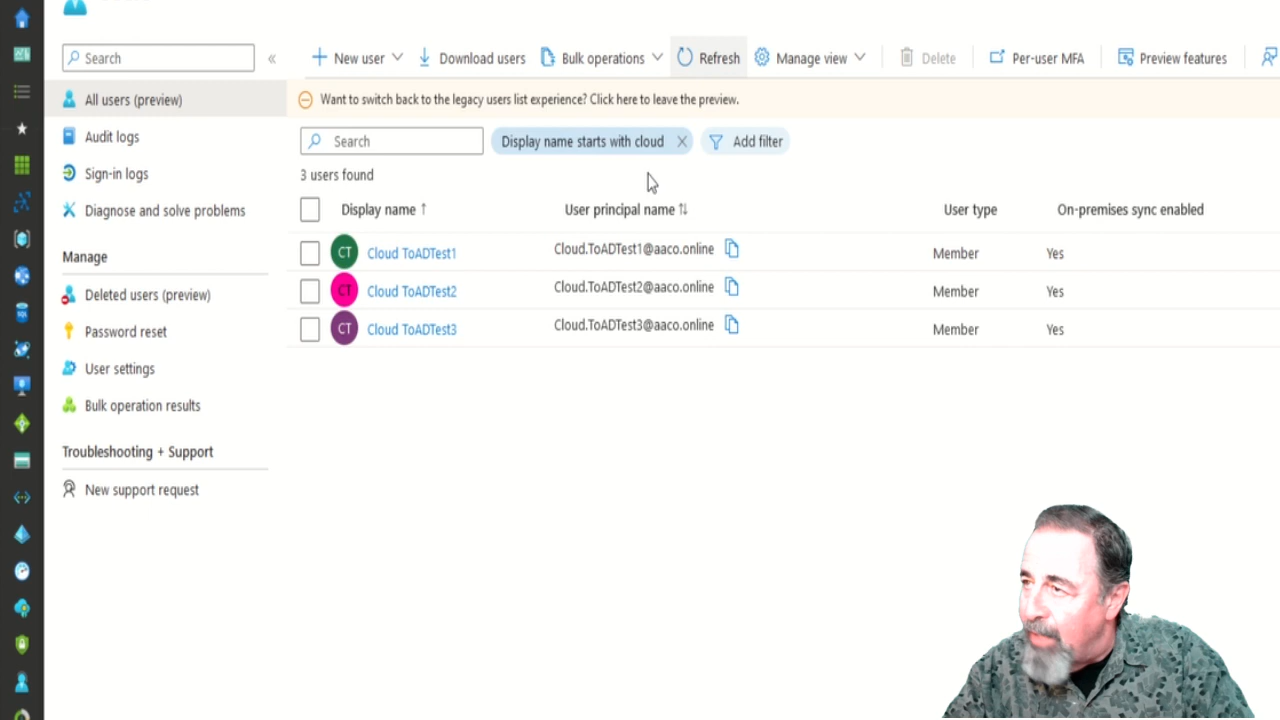 Search
«
New user
Download users
Bulk operations
Refresh
Manage view
Delete
Per-user MFA
Preview features
All users (preview)
Want to switch back to the legacy users list experience? Click here to leave the preview.
Audit logs
Search
Display name starts with cloud
Add filter
Sign-in logs
3 users found
Diagnose and solve problems
Display name ↑
User principal name ↑↓
User type
On-premises sync enabled
Manage
CT
Cloud ToADTest1
Cloud.ToADTest1@aaco.online
Member
Yes
Deleted users (preview)
CT
Cloud ToADTest2
Cloud.ToADTest2@aaco.online
Member
Yes
Password reset
CT
Cloud ToADTest3
Cloud.ToADTest3@aaco.online
Member
Yes
User settings
Bulk operation results
Troubleshooting + Support
New support request